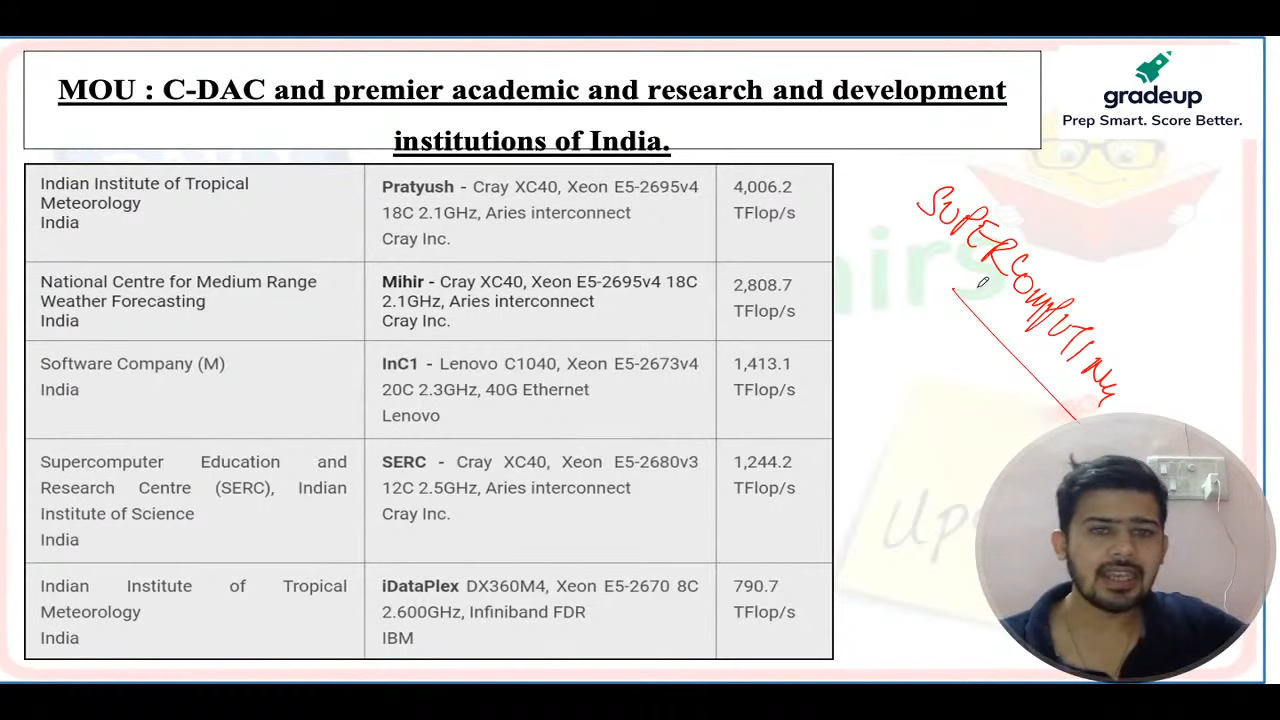 MOU : C-DAC and premier academic and research and development
institutions of India.
gradeup
Prep Smart. Score Better.
Indian Institute of Tropical
Meteorology
India
Pratyush - Cray XC40, Xeon E5-2695v4
18C 2.1GHz, Aries interconnect
Cray Inc.
4,006.2
TFlop/s
National Centre for Medium Range
Weather Forecasting
India
Mihir - Cray XC40, Xeon E5-2695v4 18C
2.1GHz, Aries interconnect
Cray Inc.
2,808.7
TFlop/s
Software Company (M)
India
InC1 - Lenovo C1040, Xeon E5-2673v4
20C 2.3GHz, 40G Ethernet
Lenovo
1,413.1
TFlop/s
Supercomputer Education and
Research Centre (SERC), Indian
Institute of Science
India
SERC - Cray XC40, Xeon E5-2680v3
12C 2.5GHz, Aries interconnect
Cray Inc.
1,244.2
TFlop/s
Indian Institute of Tropical
Meteorology
India
iDataPlex DX360M4, Xeon E5-2670 8C
2.600GHz, Infiniband FDR
IBM
790.7
TFlop/s
SUPERCOMPUTING